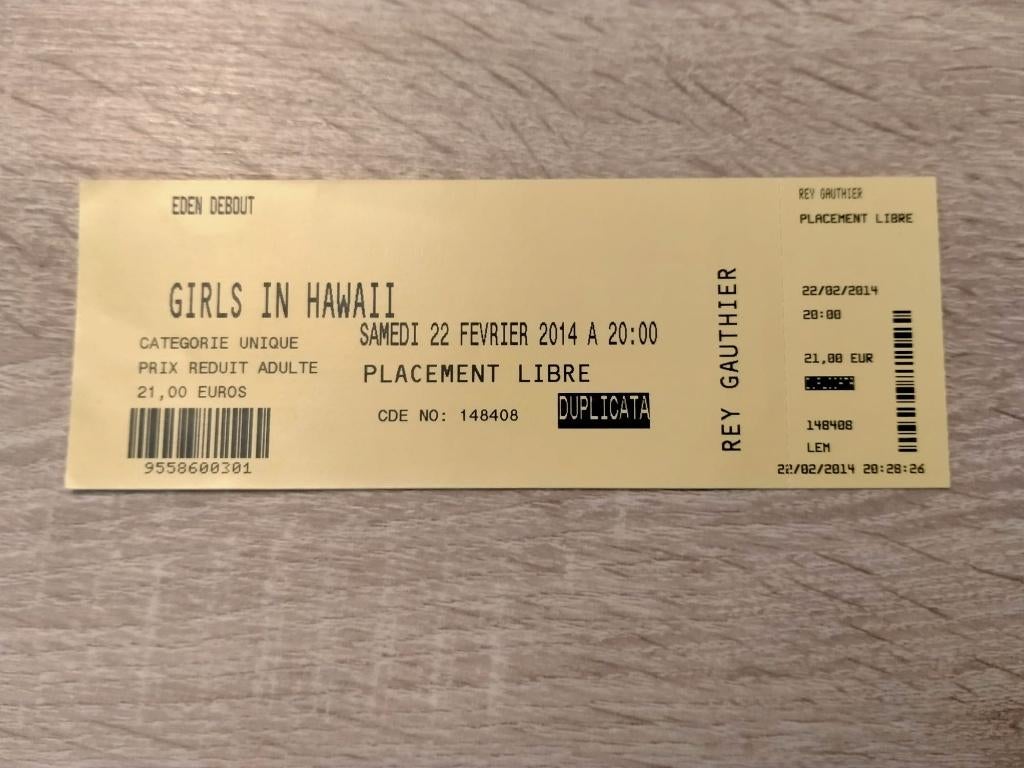 EDEN DEBOUT
GIRLS IN HAWAII
SAMEDI 22 FEVRIER 2014 A 20:00
CATEGORIE UNIQUE
PRIX REDUIT ADULTE
21,00 EUROS
PLACEMENT LIBRE
CDE NO: 148408
DUPLICATA
9558600301
REY GAUTHIER
REY GAUTHIER
PLACEMENT LIBRE
22/02/2014
20:00
21,00 EUR
DUPLICATA
148408
LEM
22/02/2014 20:28:26